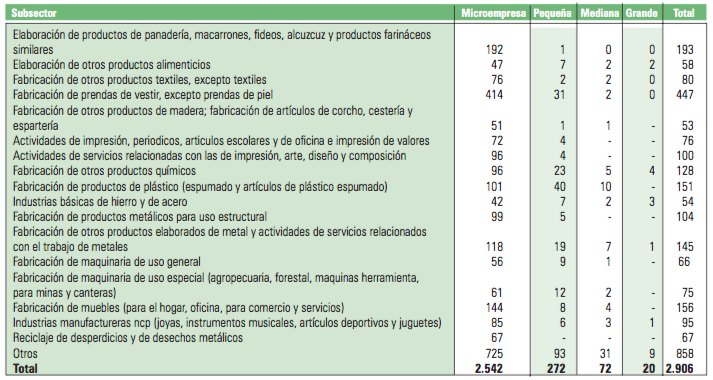 Subsector Microempresa Pequeña Mediana Grande Total
Elaboración de productos de panadería, macarrones, fideos, alcuzcuz y productos farináceos
similares 192 1 0 0 193
Elaboración de otros productos alimenticios 47 7 2 2 58
Fabricación de otros productos textiles, excepto textiles 76 2 2 0 80
Fabricación de prendas de vestir, excepto prendas de piel 414 31 2 0 447
Fabricación de otros productos de madera; fabricación de artículos de corcho, cestería y
espartería 51 1 1 - 53
Actividades de impresión, periodicos, articulos escolares y de oficina e impresión de valores 72 4 - - 76
Actividades de servicios relacionadas con las de impresión, arte, diseño y composición 96 4 - - 100
Fabricación de otros productos químicos 96 23 5 4 128
Fabricación de productos de plástico (espumado y artículos de plástico espumado) 101 40 10 - 151
Industrias básicas de hierro y de acero 42 7 2 3 54
Fabricación de productos metálicos para uso estructural 99 5 - - 104
Fabricación de otros productos elaborados de metal y actividades de servicios relacionados
con el trabajo de metales 118 19 7 1 145
Fabricación de maquinaria de uso general 56 9 1 - 66
Fabricación de maquinaria de uso especial (agropecuaria, forestal, maquinas herramienta,
para minas y canteras) 61 12 2 - 75
Fabricación de muebles (para el hogar, oficina, para comercio y servicios) 144 8 4 - 156
Industrias manufactureras ncp (joyas, instrumentos musicales, artículos deportivos y juguetes) 85 6 3 1 95
Reciclaje de desperdicios y de desechos metálicos 67 - - - 67
Otros 725 93 31 9 858
Total 2.542 272 72 20 2.906